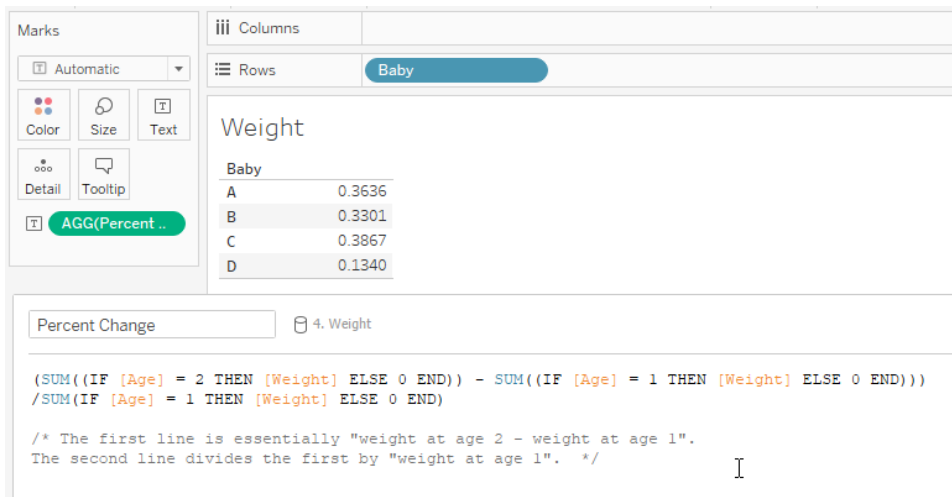 Marks
Automatic
Color Size Text
Detail Tooltip
AGG(Percent ..
Columns
Rows Baby
Weight
Baby
A 0.3636
B 0.3301
C 0.3867
D 0.1340
Percent Change 4. Weight
(SUM((IF [Age] = 2 THEN [Weight] ELSE 0 END)) - SUM((IF [Age] = 1 THEN [Weight] ELSE 0 END)))
/SUM(IF [Age] = 1 THEN [Weight] ELSE 0 END)
/* The first line is essentially "weight at age 2 - weight at age 1".
The second line divides the first by "weight at age 1".  */